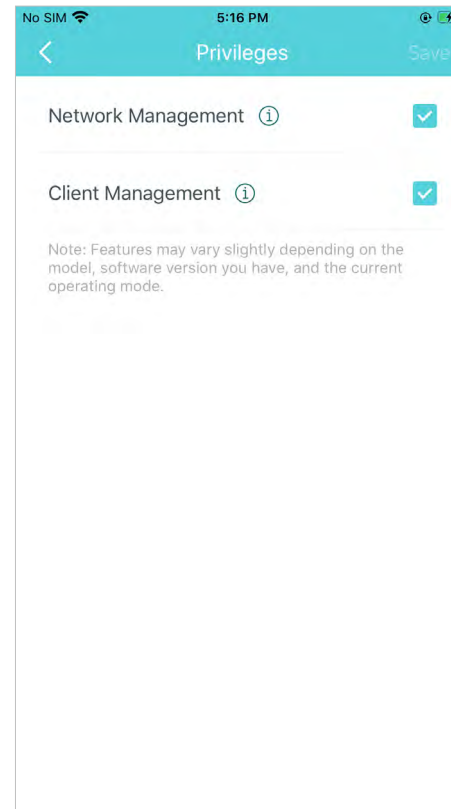 No SIM 5:16 PM
Privileges Save
Network Management
Client Management
Note: Features may vary slightly depending on the
model, software version you have, and the current
operating mode.